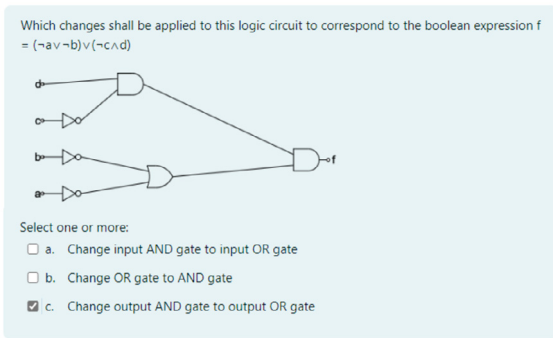 Which changes shall be applied to this logic circuit to correspond to the boolean expression f
= (¬a∨¬b)∨(¬c∧d)
d
c
b
f
a
Select one or more:
a. Change input AND gate to input OR gate
b. Change OR gate to AND gate
c. Change output AND gate to output OR gate